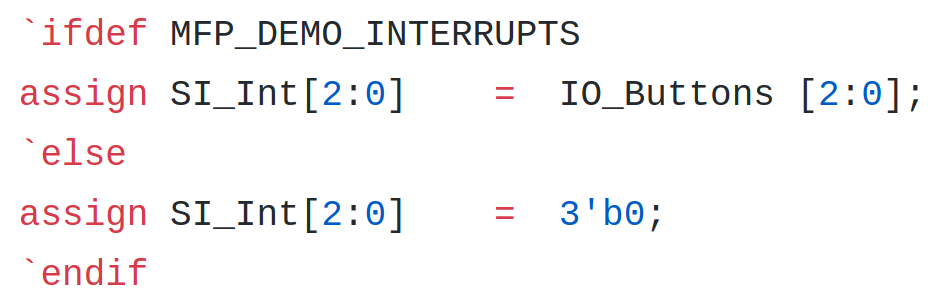 `ifdef MFP_DEMO_INTERRUPTS
assign SI_Int[2:0]    =  IO_Buttons [2:0];
`else
assign SI_Int[2:0]    =  3'b0;
`endif